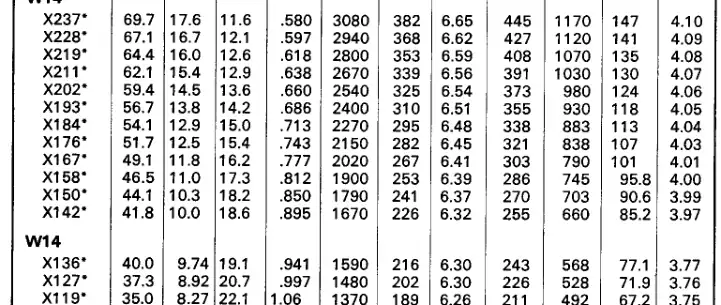 W14
X237* 69.7 17.6 11.6 .580 3080 382 6.65 445 1170 147 4.10
X228* 67.1 16.7 12.1 .597 2940 368 6.62 427 1120 141 4.09
X219* 64.4 16.0 12.6 .618 2800 353 6.59 408 1070 135 4.08
X211* 62.1 15.4 12.9 .638 2670 339 6.56 391 1030 130 4.07
X202* 59.4 14.5 13.6 .660 2540 325 6.54 373 980 124 4.06
X193* 56.7 13.8 14.2 .686 2400 310 6.51 355 930 118 4.05
X184* 54.1 12.9 15.0 .713 2270 295 6.48 338 883 113 4.04
X176* 51.7 12.5 15.4 .743 2150 282 6.45 321 838 107 4.03
X167* 49.1 11.8 16.2 .777 2020 267 6.41 303 790 101 4.01
X158* 46.5 11.0 17.3 .812 1900 253 6.39 286 745 95.8 4.00
X150* 44.1 10.3 18.2 .850 1790 241 6.37 270 703 90.6 3.99
X142* 41.8 10.0 18.6 .895 1670 226 6.32 255 660 85.2 3.97
W14
X136* 40.0 9.74 19.1 .941 1590 216 6.30 243 568 77.1 3.77
X127* 37.3 8.92 20.7 .997 1480 202 6.30 226 528 71.9 3.76
X119* 35.0 8.27 22.1 1.06 1370 189 6.26 211 492 67.2 3.75